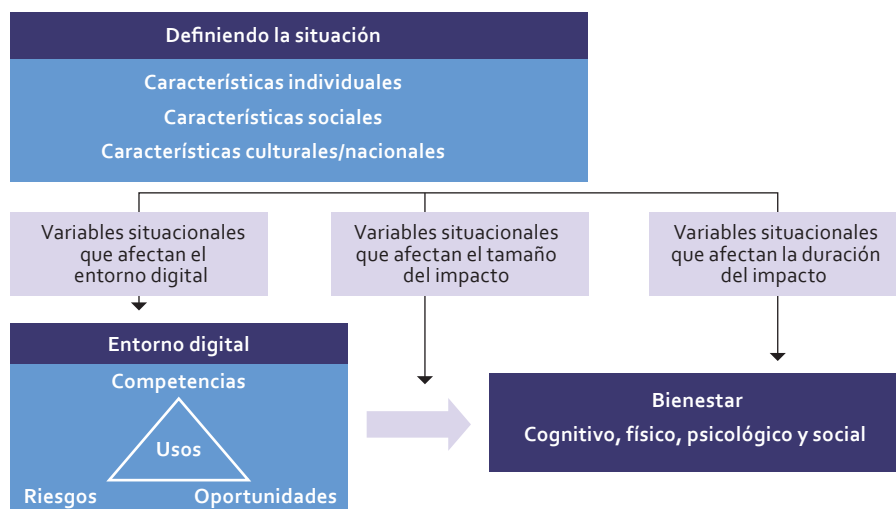 Definiendo la situación
Características individuales
Características sociales
Características culturales/nacionales
Variables situacionales
que afectan el
entorno digital
Variables situacionales
que afectan el tamaño
del impacto
Variables situacionales
que afectan la duración
del impacto
Entorno digital
Competencias
Usos
Riesgos
Oportunidades
Bienestar
Cognitivo, físico, psicológico y social